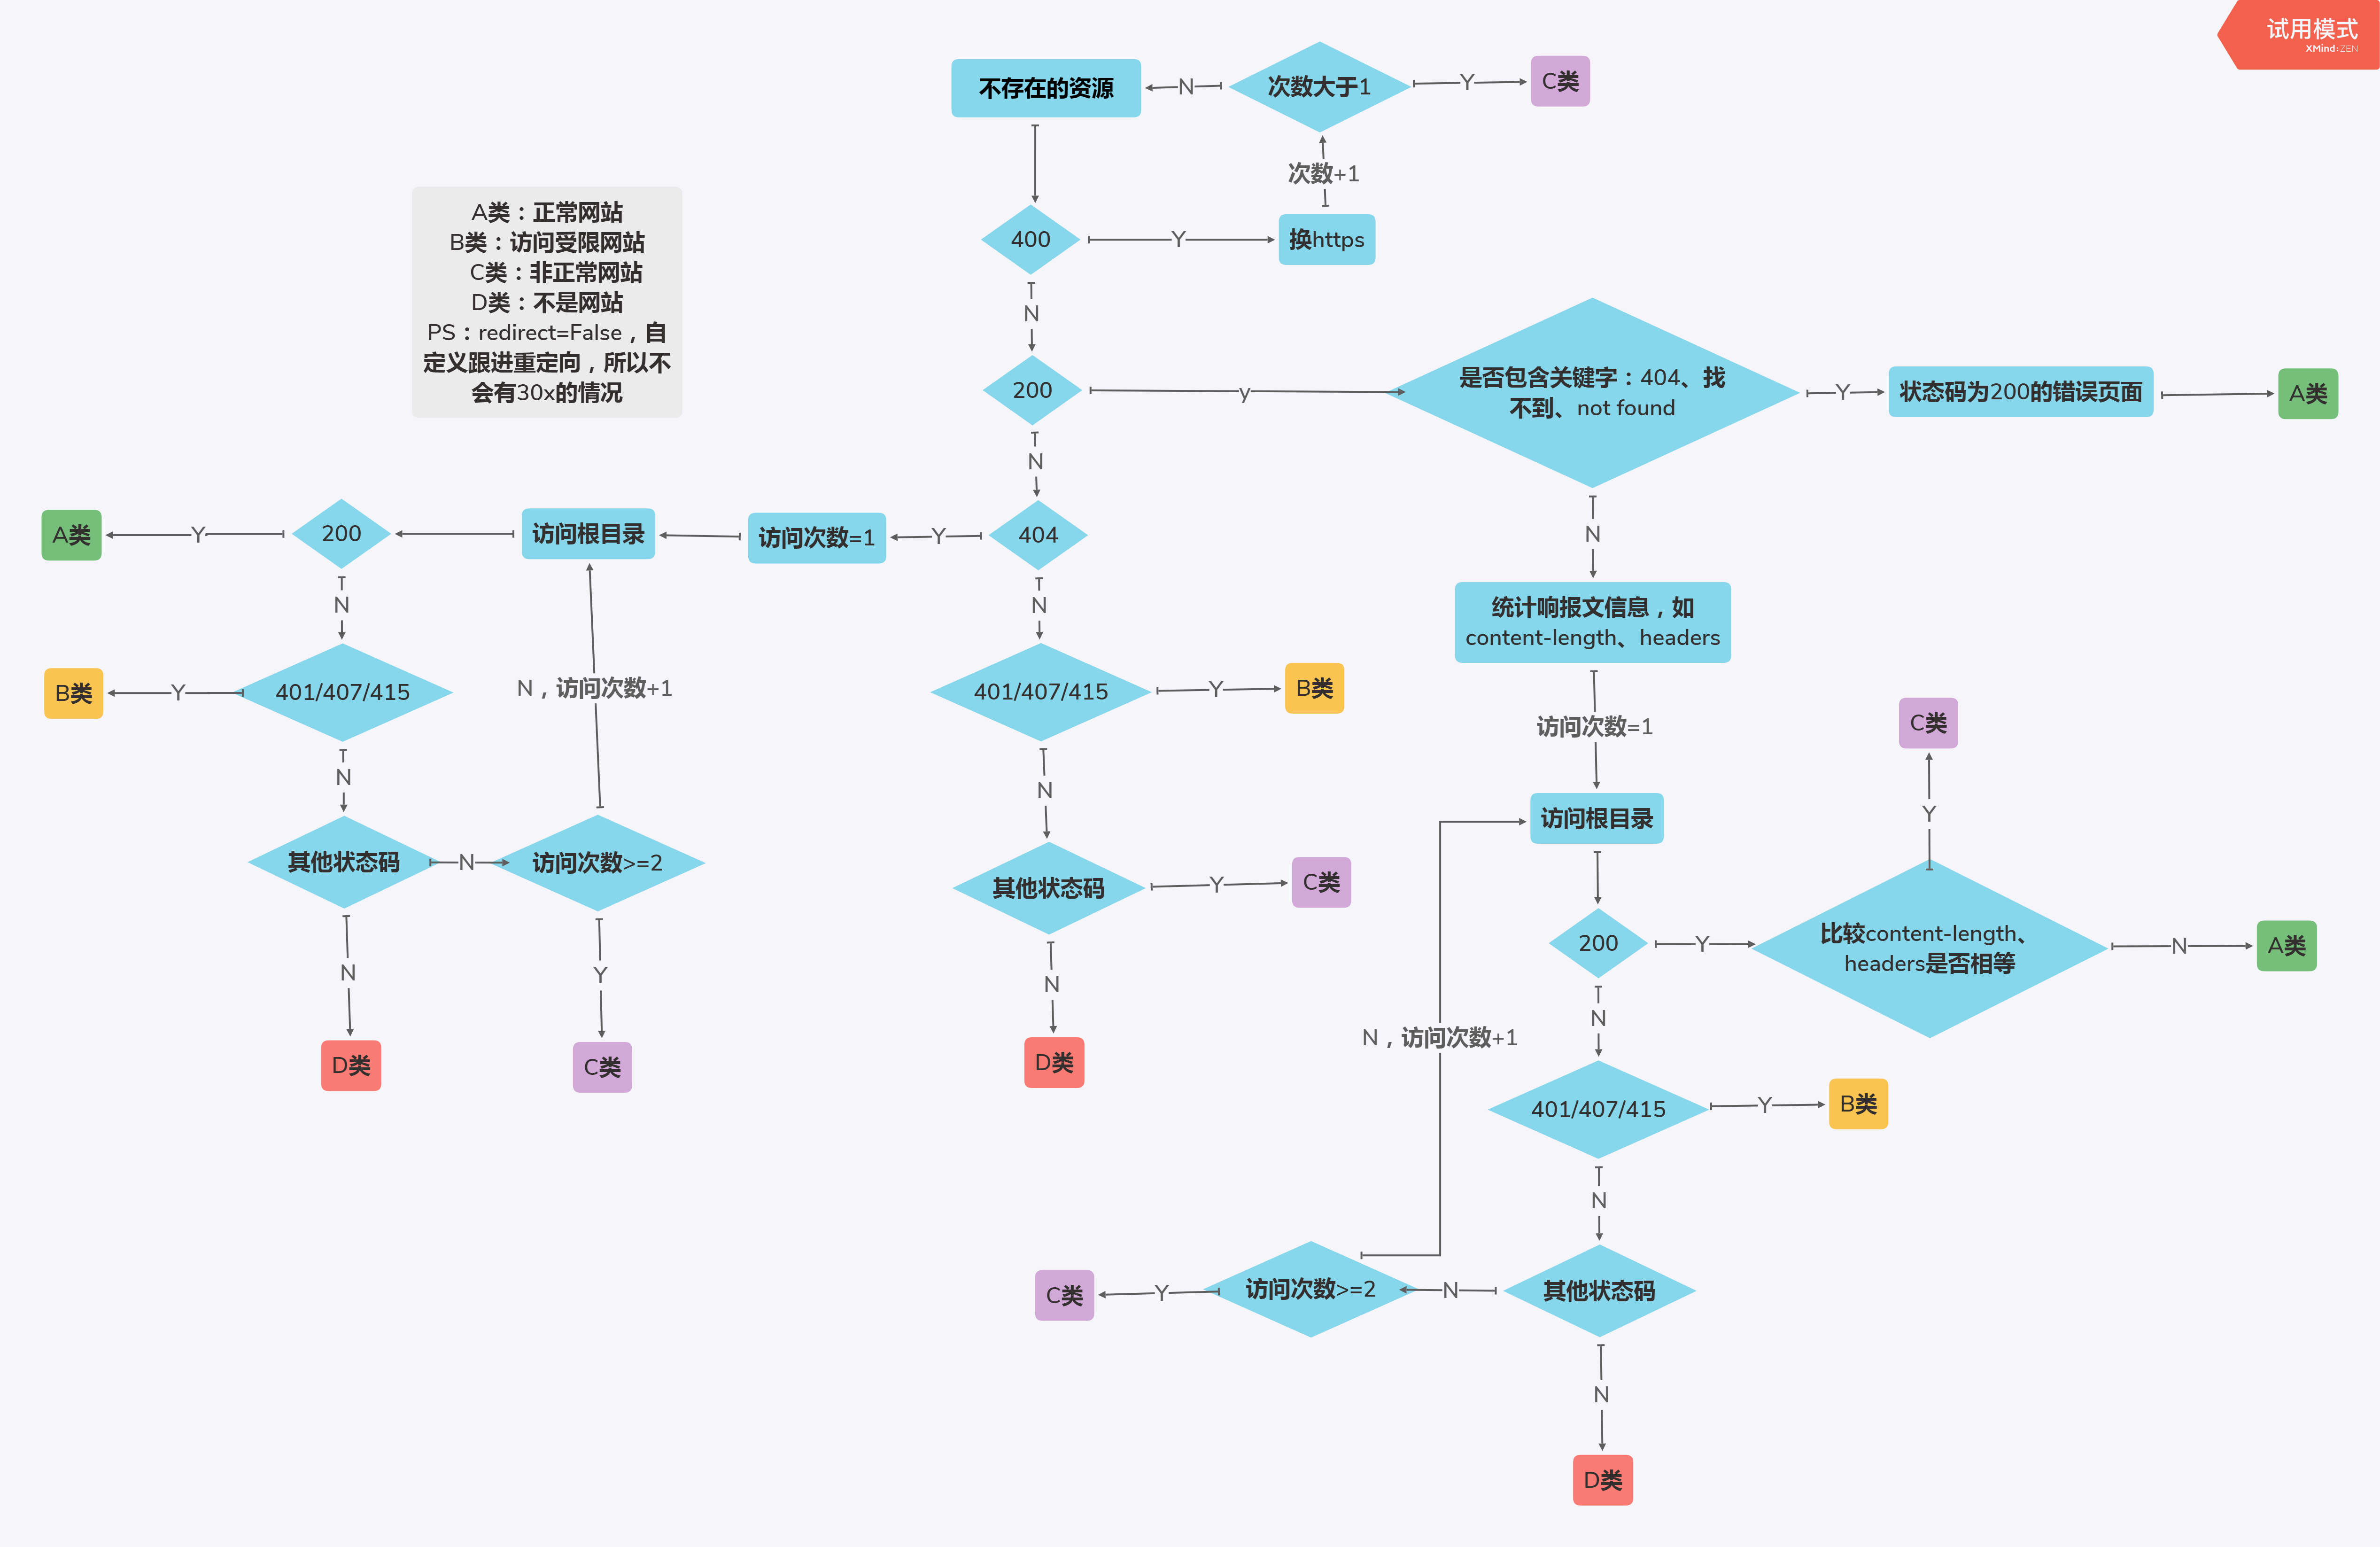 试用模式
XMind:ZEN
不存在的资源
N
次数大于1
Y
C类
次数+1
400
Y
换https
A类：正常网站
B类：访问受限网站
C类：非正常网站
D类：不是网站
PS：redirect=False，自
定义跟进重定向，所以不
会有30x的情况
N
200
y
是否包含关键字：404、找
不到、not found
Y
状态码为200的错误页面
A类
N
A类
Y
200
访问根目录
访问次数=1
Y
404
N
N
N
统计响报文信息，如
content-length、headers
B类
Y
401/407/415
N，访问次数+1
401/407/415
Y
B类
访问次数=1
C类
N
N
Y
访问根目录
其他状态码
N
访问次数>=2
其他状态码
Y
C类
200
Y
比较content-length、
headers是否相等
N
A类
N
Y
N
D类
C类
D类
N
N，访问次数+1
401/407/415
Y
B类
N
C类
Y
访问次数>=2
N
其他状态码
N
D类